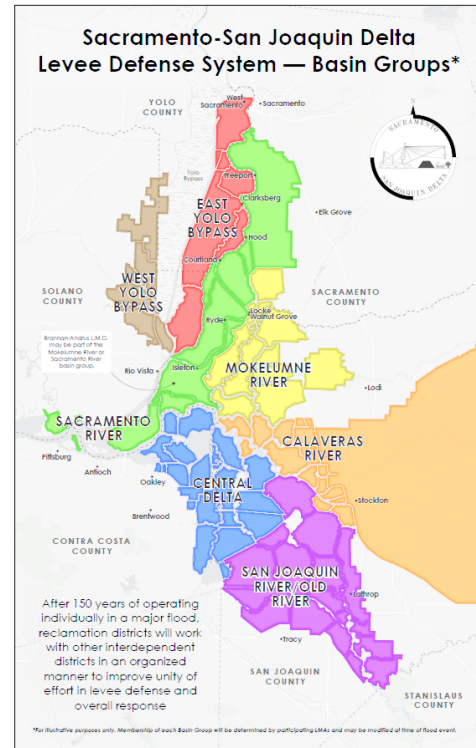 Sacramento-San Joaquin Delta
Levee Defense System — Basin Groups*
YOLO
COUNTY
West
Sacramento
Sacramento
SACRAMENTO
SAN JOAQUIN DELTA
Yolo
Bypass
Freeport
Clarksberg
Elk Grove
EAST
YOLO
BYPASS
Hood
Courtland
WEST
YOLO
BYPASS
SOLANO
COUNTY
SACRAMENTO
COUNTY
Locke
Walnut Grove
Ryde
Brannan-Andrus L.M.D.
may be part of the
Mokelumne River or
Sacramento River
basin group.
Rio Vista
Isleton
MOKELUMNE
RIVER
Lodi
SACRAMENTO
RIVER
CALAVERAS
RIVER
Pittsburg
Antioch
Oakley
CENTRAL
DELTA
Stockton
Brentwood
CONTRA COSTA
COUNTY
SAN JOAQUIN
RIVER/OLD
RIVER
Lathrop
After 150 years of operating
individually in a major flood,
reclamation districts will work
with other interdependent
districts in an organized
manner to improve unity of
effort in levee defense and
overall response
Tracy
SAN JOAQUIN
COUNTY
STANISLAUS
COUNTY
*For illustrative purposes only. Membership of each Basin Group will be determined by participating LMAs and may be modified at time of flood event.